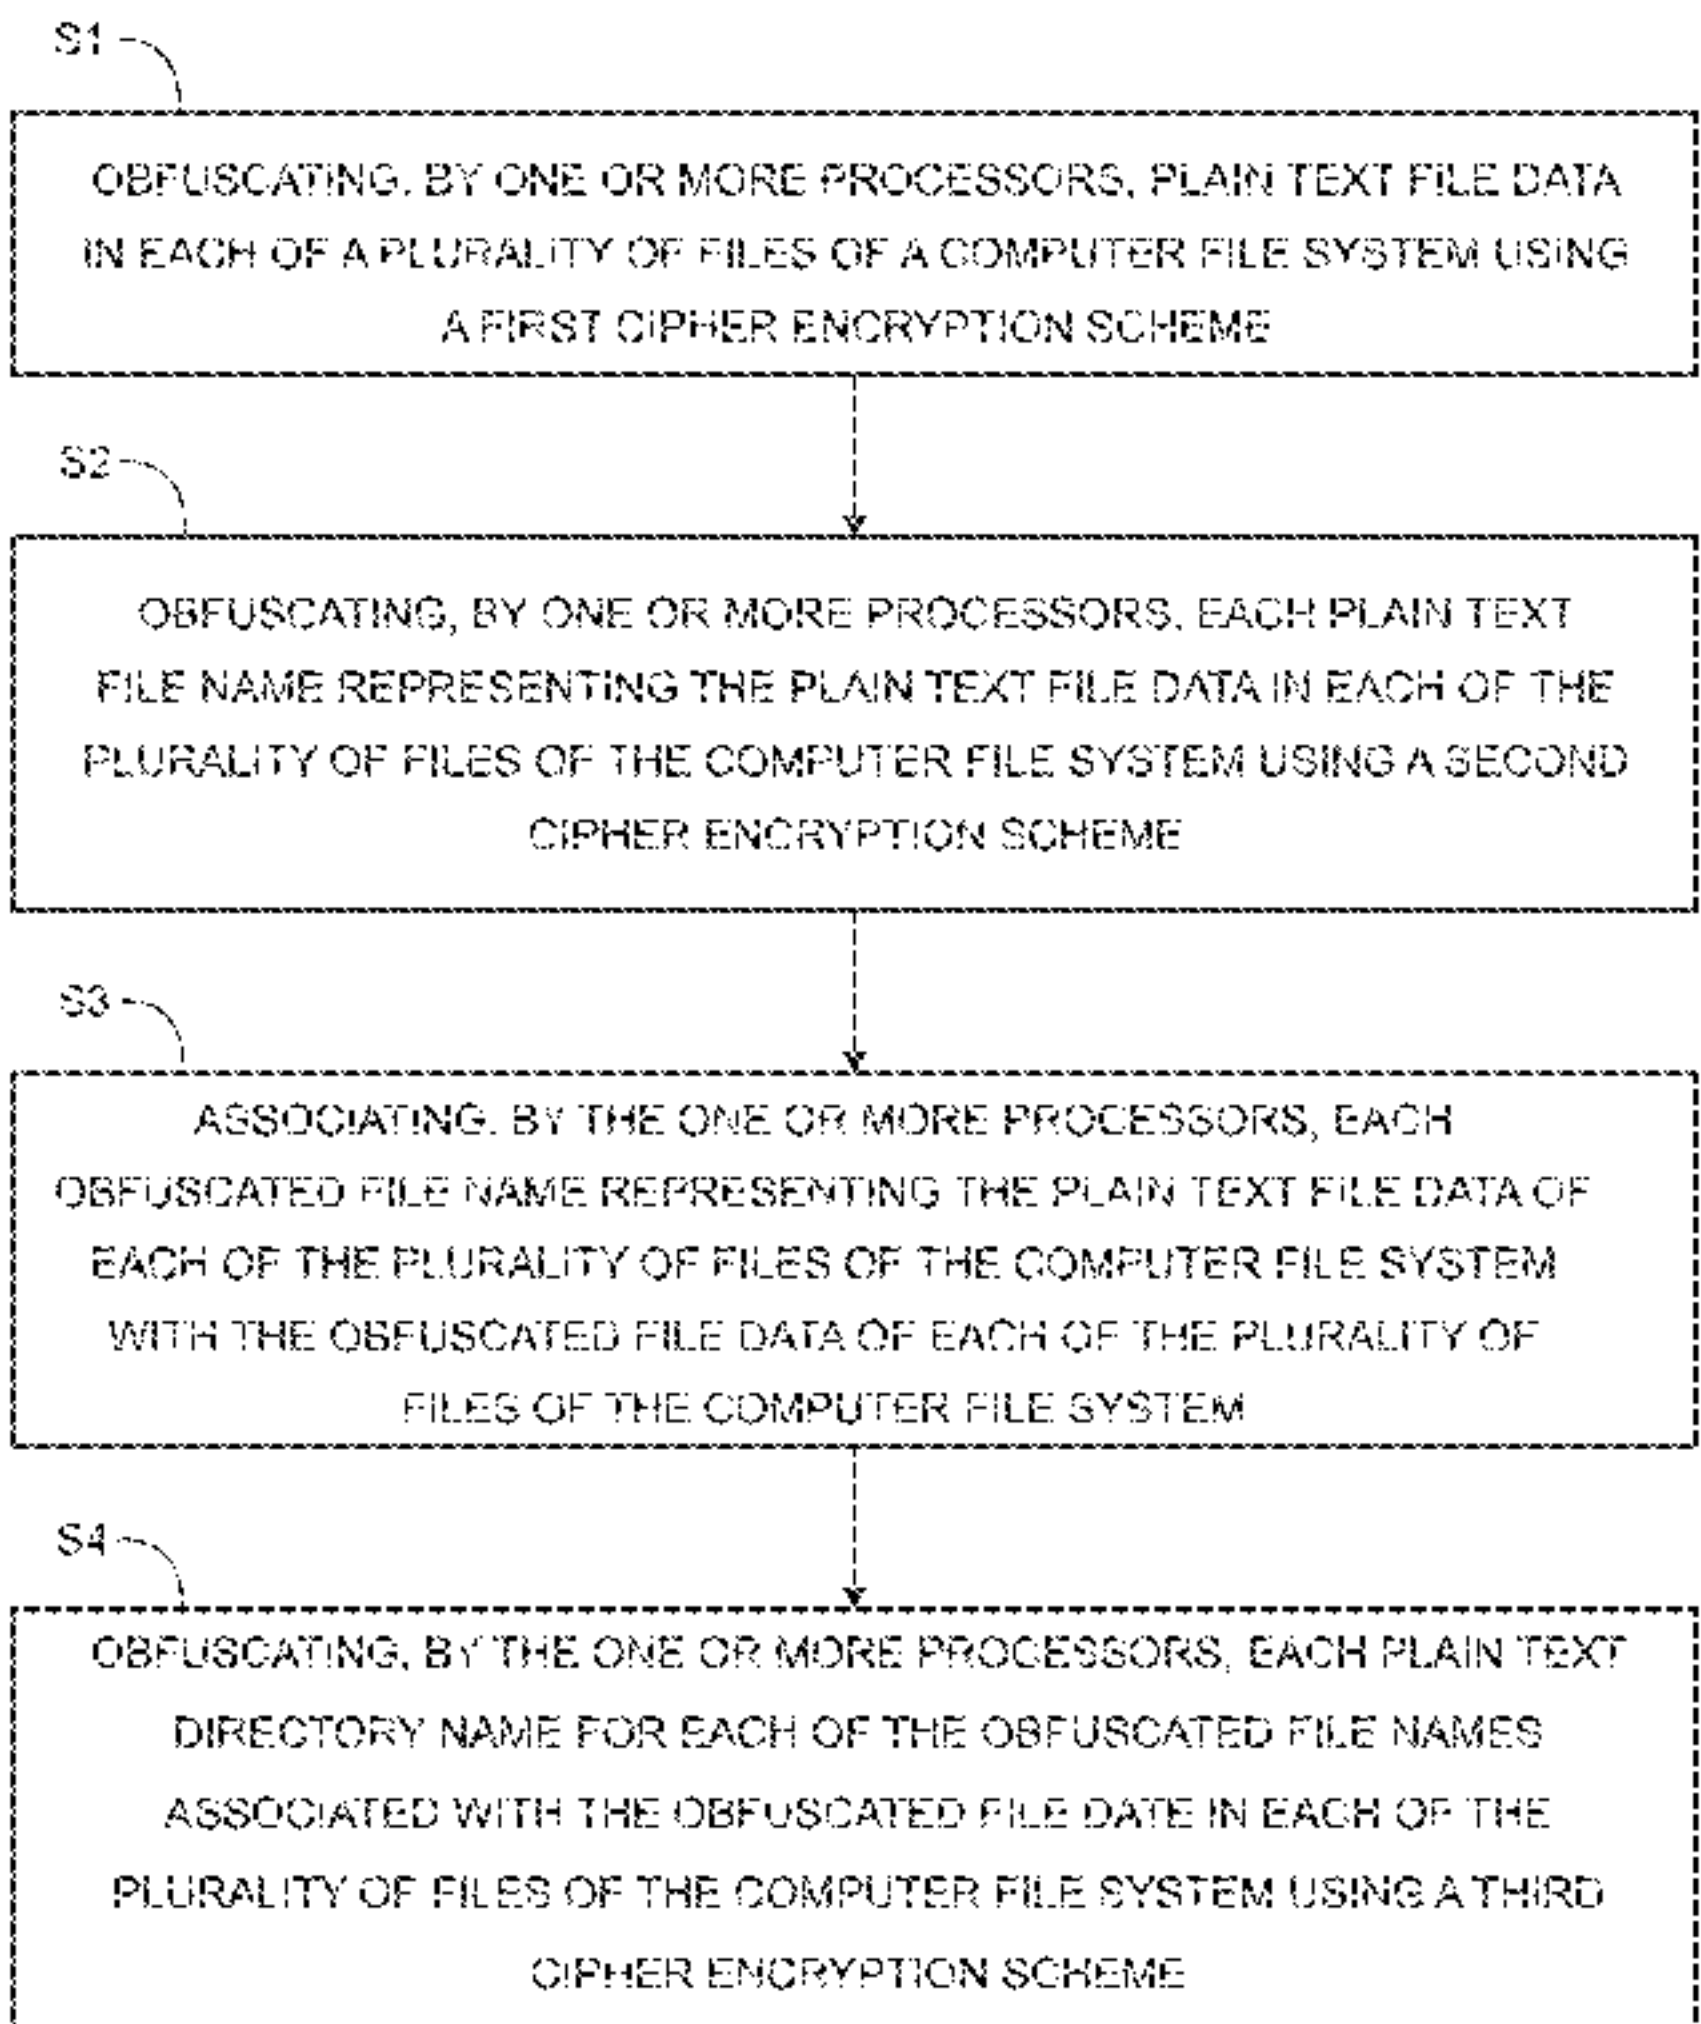 S1
OBFUSCATING, BY ONE OR MORE PROCESSORS, PLAIN TEXT FILE DATA
IN EACH OF A PLURALITY OF FILES OF A COMPUTER FILE SYSTEM USING
A FIRST CIPHER ENCRYPTION SCHEME
S2
OBFUSCATING, BY ONE OR MORE PROCESSORS, EACH PLAIN TEXT
FILE NAME REPRESENTING THE PLAIN TEXT FILE DATA IN EACH OF THE
PLURALITY OF FILES OF THE COMPUTER FILE SYSTEM USING A SECOND
CIPHER ENCRYPTION SCHEME
S3
ASSOCIATING, BY THE ONE OR MORE PROCESSORS, EACH
OBFUSCATED FILE NAME REPRESENTING THE PLAIN TEXT FILE DATA OF
EACH OF THE PLURALITY OF FILES OF THE COMPUTER FILE SYSTEM
WITH THE OBFUSCATED FILE DATA OF EACH OF THE PLURALITY OF
FILES OF THE COMPUTER FILE SYSTEM
S4
OBFUSCATING, BY THE ONE OR MORE PROCESSORS, EACH PLAIN TEXT
DIRECTORY NAME FOR EACH OF THE OBFUSCATED FILE NAMES
ASSOCIATED WITH THE OBFUSCATED FILE DATE IN EACH OF THE
PLURALITY OF FILES OF THE COMPUTER FILE SYSTEM USING A THIRD
CIPHER ENCRYPTION SCHEME